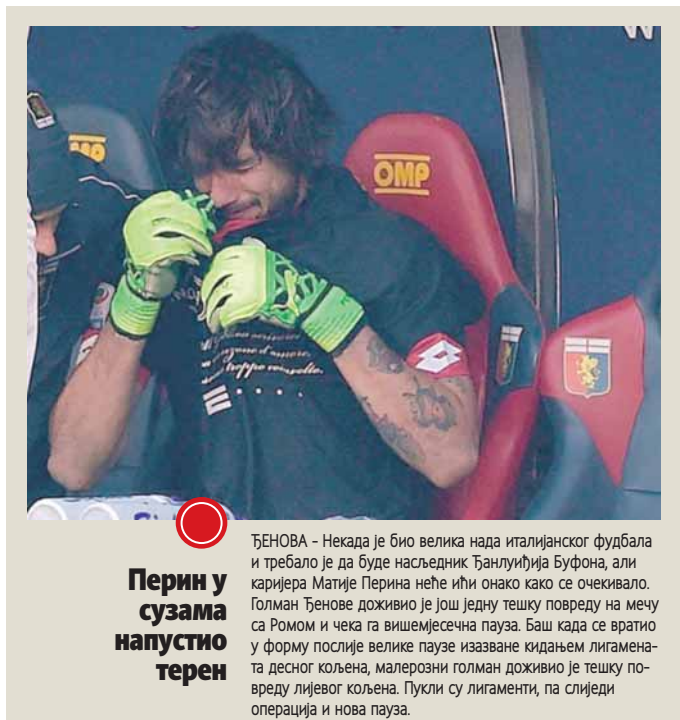 OMP
Перин у
сузама
напустио
терен
ЂЕНОВА – Некада је био велика нада италијанског фудбала
и требало је да буде насљедник Ђанлуиђија Буфона, али
каријера Матије Перина неће ићи онако како се очекивало.
Голман Ђенове доживио је још једну тешку повреду на мечу
са Ромом и чека га вишемјесечна пауза. Баш када се вратио
у форму послије велике паузе изазване кидањем лигамена-
та десног кољена, малерозни голман доживио је тешку по-
вреду лијевог кољена. Пукли су лигаменти, па слиједи
операција и нова пауза.